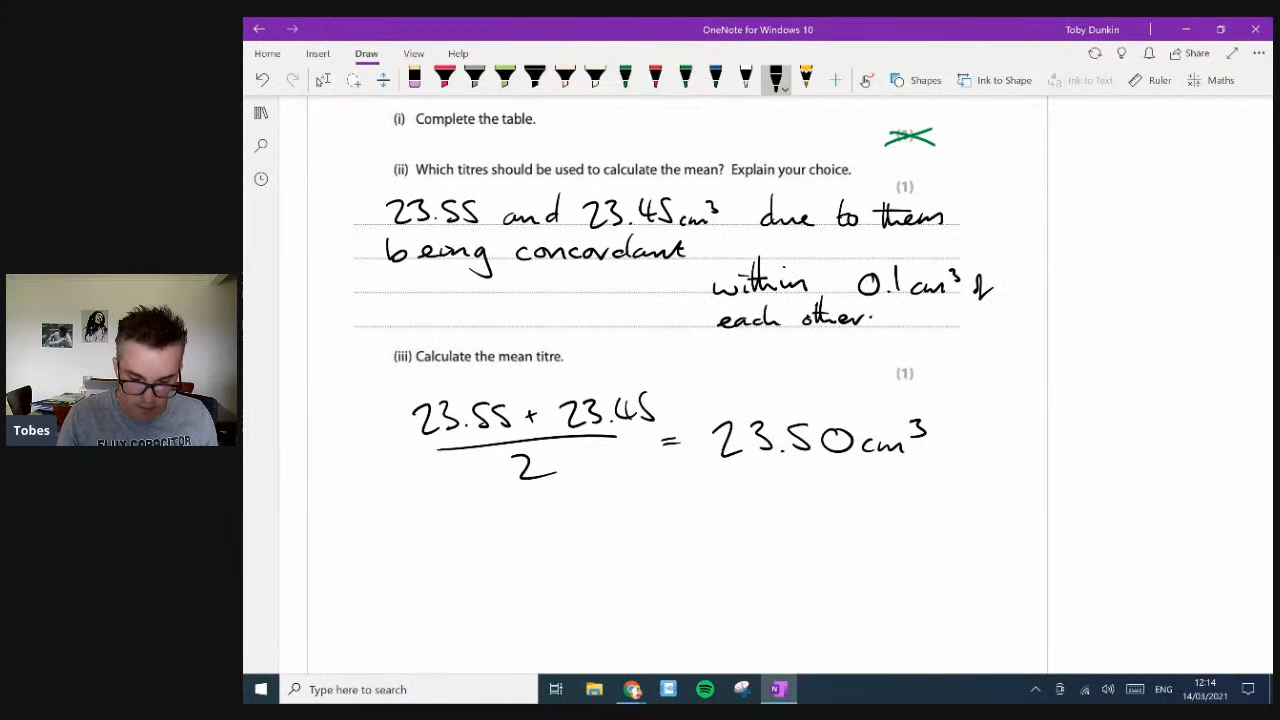 OneNote for Windows 10
Toby Dunkin
Home Insert Draw View Help
Share
Shapes
Ink to Shape
Ink to Text
Ruler
Maths
(i) Complete the table.
(ii) Which titres should be used to calculate the mean? Explain your choice.
(1)
23.55 and 23.45cm³ due to them
being concordant
within 0.1cm³ of
each other.
(iii) Calculate the mean titre.
(1)
23.55 + 23.45
= 23.50cm³
2
Tobes
Type here to search
ENG
12:14
14/03/2021